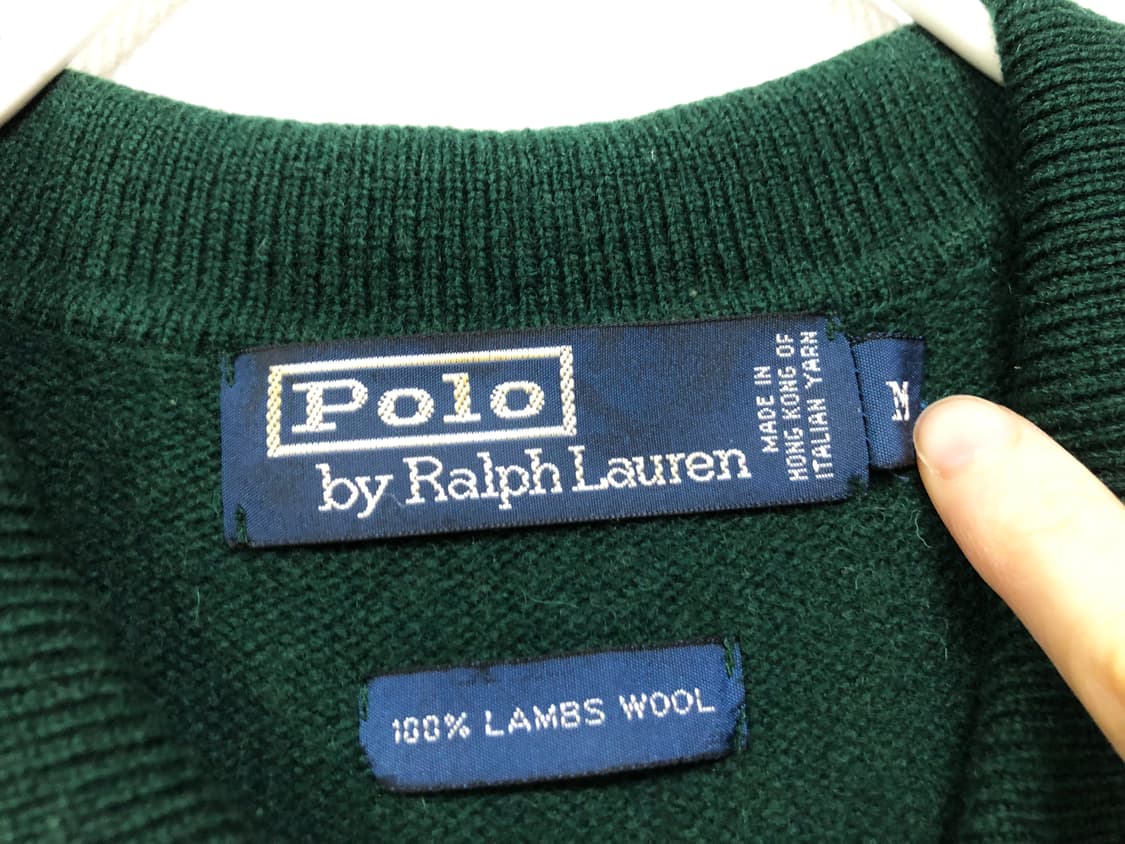 Polo
by Ralph Lauren
MADE IN
HONG KONG OF
ITALIAN YARN
M
100% LAMBS WOOL